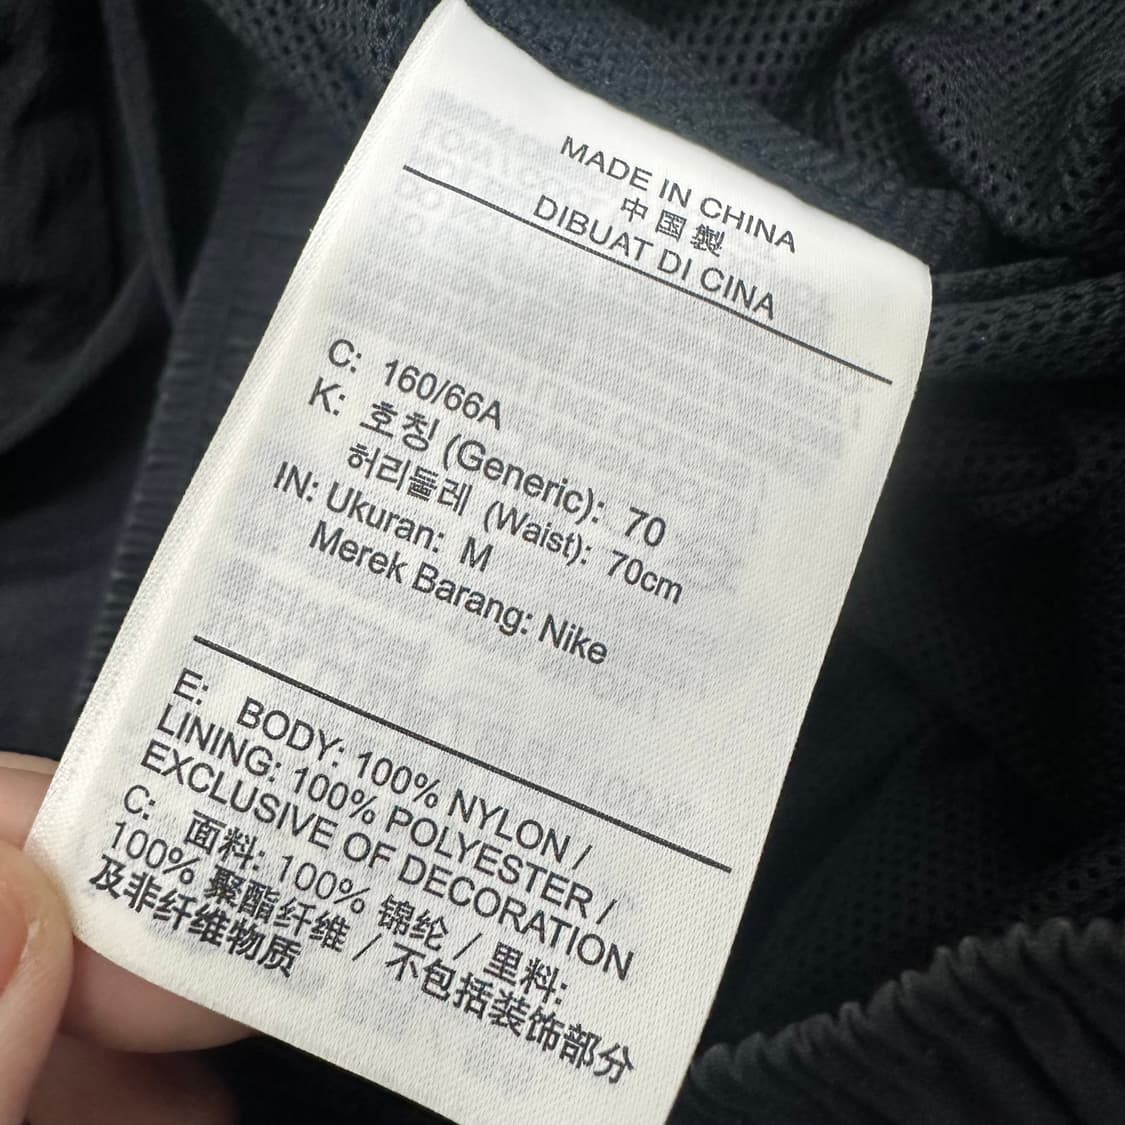 MADE IN CHINA
中国製
DIBUAT DI CINA
C: 160/66A
K: 호칭 (Generic): 70
허리둘레 (Waist): 70cm
IN: Ukuran: M
Merek Barang: Nike
E: BODY: 100% NYLON /
LINING: 100% POLYESTER /
EXCLUSIVE OF DECORATION
C: 面料: 100% 锦纶 / 里料:
100% 聚酯纤维 / 不包括装饰部分
及非纤维物质